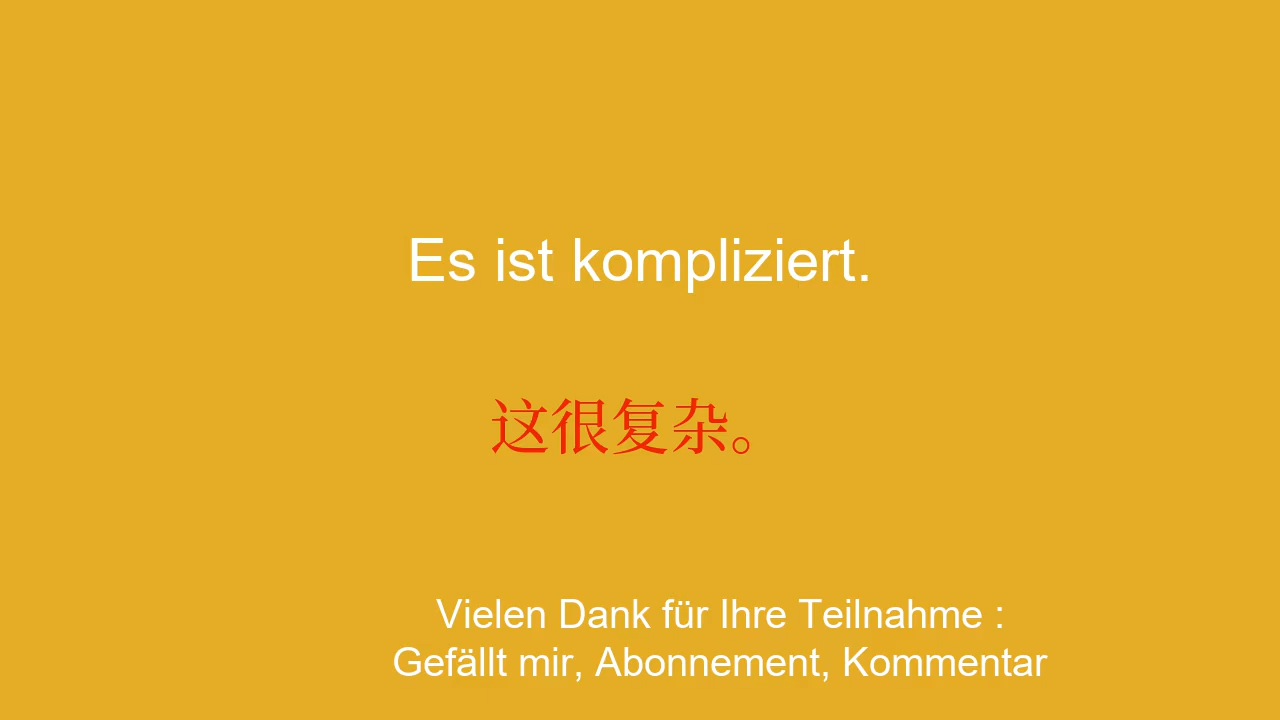 Es ist kompliziert.
这很复杂。
Vielen Dank für Ihre Teilnahme :
Gefällt mir, Abonnement, Kommentar